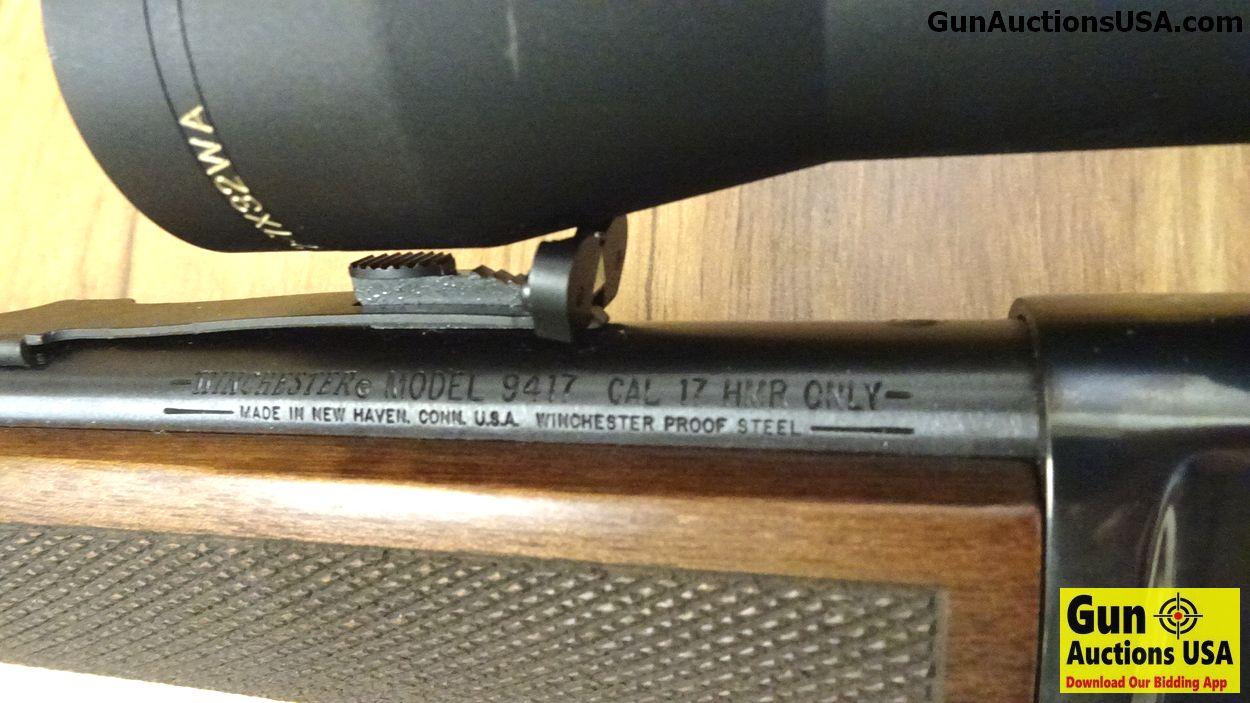 GunAuctionsUSA.com
7X32WA
-WINCHESTER® MODEL 9417 CAL 17 HMR ONLY-
MADE IN NEW HAVEN, CONN. U.S.A. WINCHESTER PROOF STEEL
Gun
Auctions USA
Download Our Bidding App